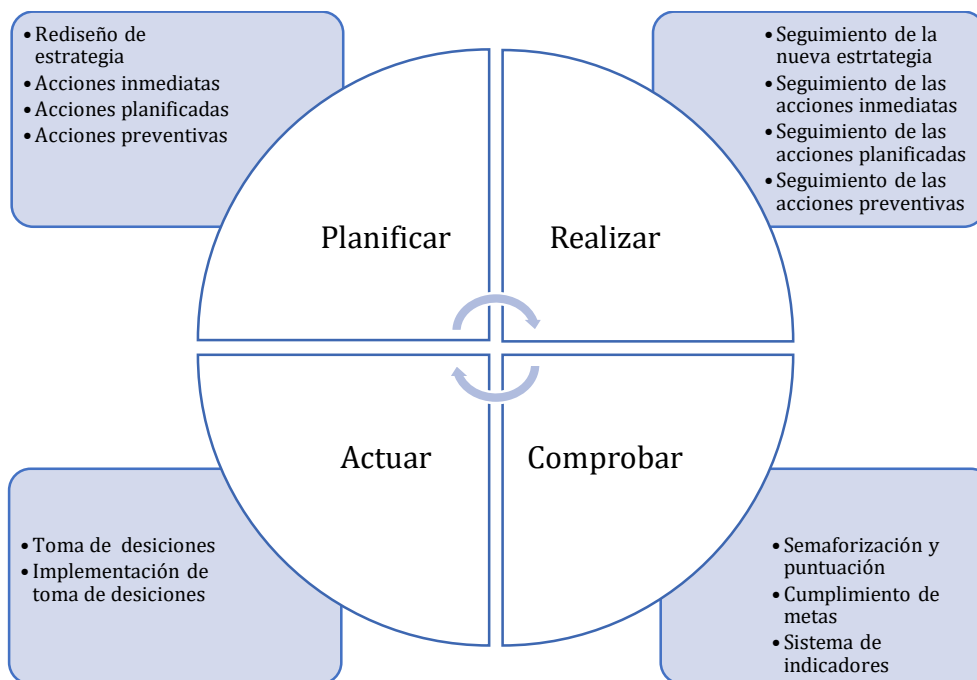 • Rediseño de
estrategia
• Acciones inmediatas
• Acciones planificadas
• Acciones preventivas
• Seguimiento de la
nueva estrtategia
• Seguimiento de las
acciones inmediatas
• Seguimiento de las
acciones planificadas
• Seguimiento de las
acciones preventivas
Planificar
Realizar
Actuar
Comprobar
• Toma de desiciones
• Implementación de
toma de desiciones
• Semaforización y
puntuación
• Cumplimiento de
metas
• Sistema de
indicadores